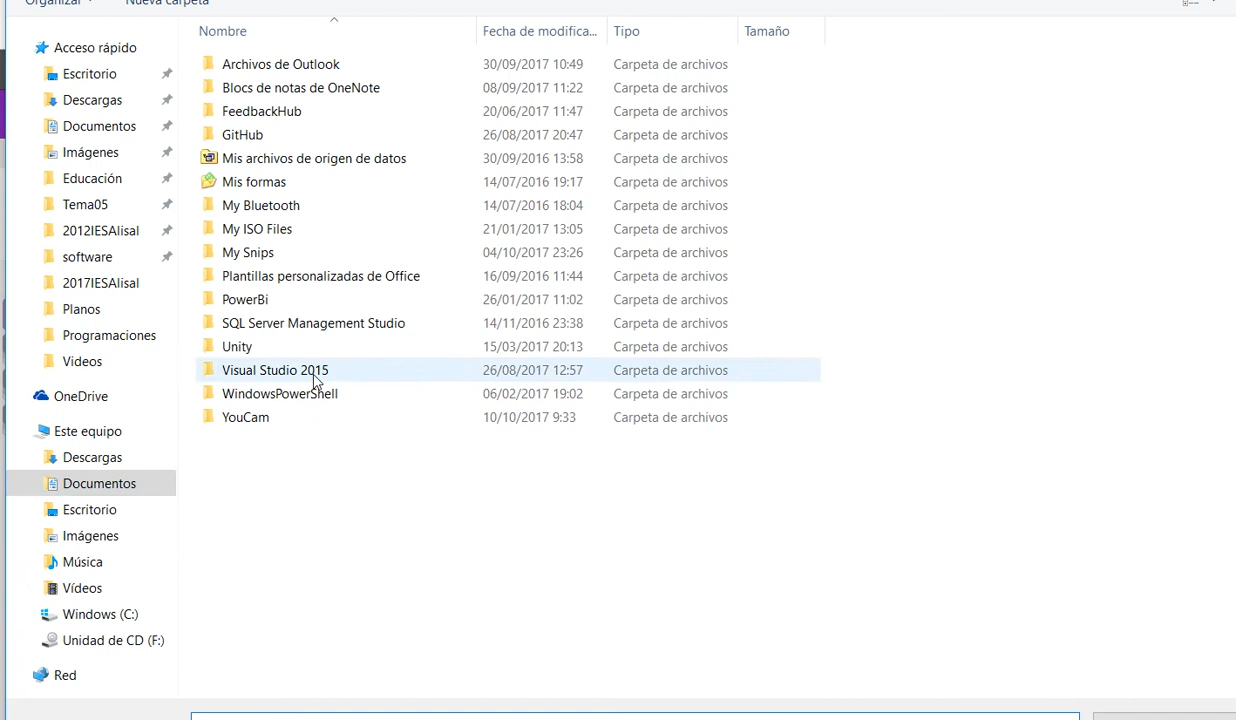 Organizar
Nueva carpeta
Nombre
Fecha de modifica...
Tipo
Tamaño
Acceso rápido
Escritorio
Descargas
Documentos
Imágenes
Educación
Tema05
2012IESAlisal
software
2017IESAlisal
Planos
Programaciones
Videos
OneDrive
Este equipo
Descargas
Documentos
Escritorio
Imágenes
Música
Vídeos
Windows (C:)
Unidad de CD (F:)
Red
Archivos de Outlook 30/09/2017 10:49 Carpeta de archivos
Blocs de notas de OneNote 08/09/2017 11:22 Carpeta de archivos
FeedbackHub 20/06/2017 11:47 Carpeta de archivos
GitHub 26/08/2017 20:47 Carpeta de archivos
Mis archivos de origen de datos 30/09/2016 13:58 Carpeta de archivos
Mis formas 14/07/2016 19:17 Carpeta de archivos
My Bluetooth 14/07/2016 18:04 Carpeta de archivos
My ISO Files 21/01/2017 13:05 Carpeta de archivos
My Snips 04/10/2017 23:26 Carpeta de archivos
Plantillas personalizadas de Office 16/09/2016 11:44 Carpeta de archivos
PowerBi 26/01/2017 11:02 Carpeta de archivos
SQL Server Management Studio 14/11/2016 23:38 Carpeta de archivos
Unity 15/03/2017 20:13 Carpeta de archivos
Visual Studio 2015 26/08/2017 12:57 Carpeta de archivos
WindowsPowerShell 06/02/2017 19:02 Carpeta de archivos
YouCam 10/10/2017 9:33 Carpeta de archivos